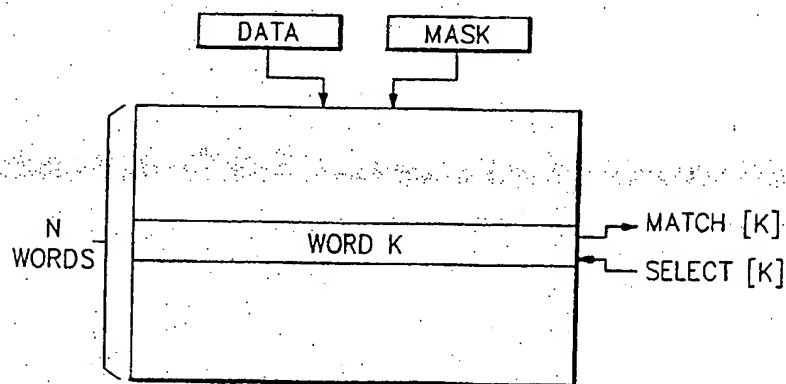 DATA
MASK
N
WORDS
WORD K
MATCH [K]
SELECT [K]